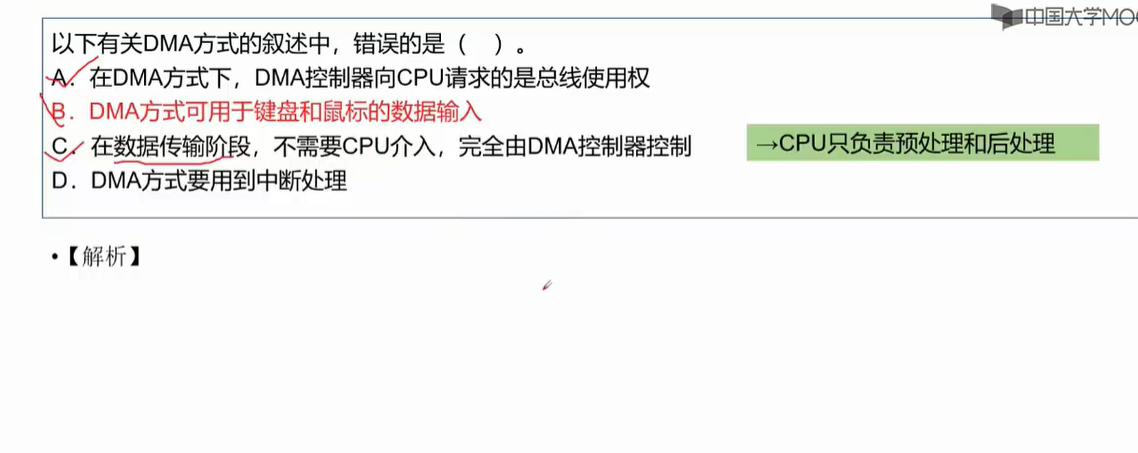 中国大学MOO
以下有关DMA方式的叙述中，错误的是（　）。
A．在DMA方式下，DMA控制器向CPU请求的是总线使用权
B．DMA方式可用于键盘和鼠标的数据输入
C．在数据传输阶段，不需要CPU介入，完全由DMA控制器控制
→CPU只负责预处理和后处理
D．DMA方式要用到中断处理
•【解析】